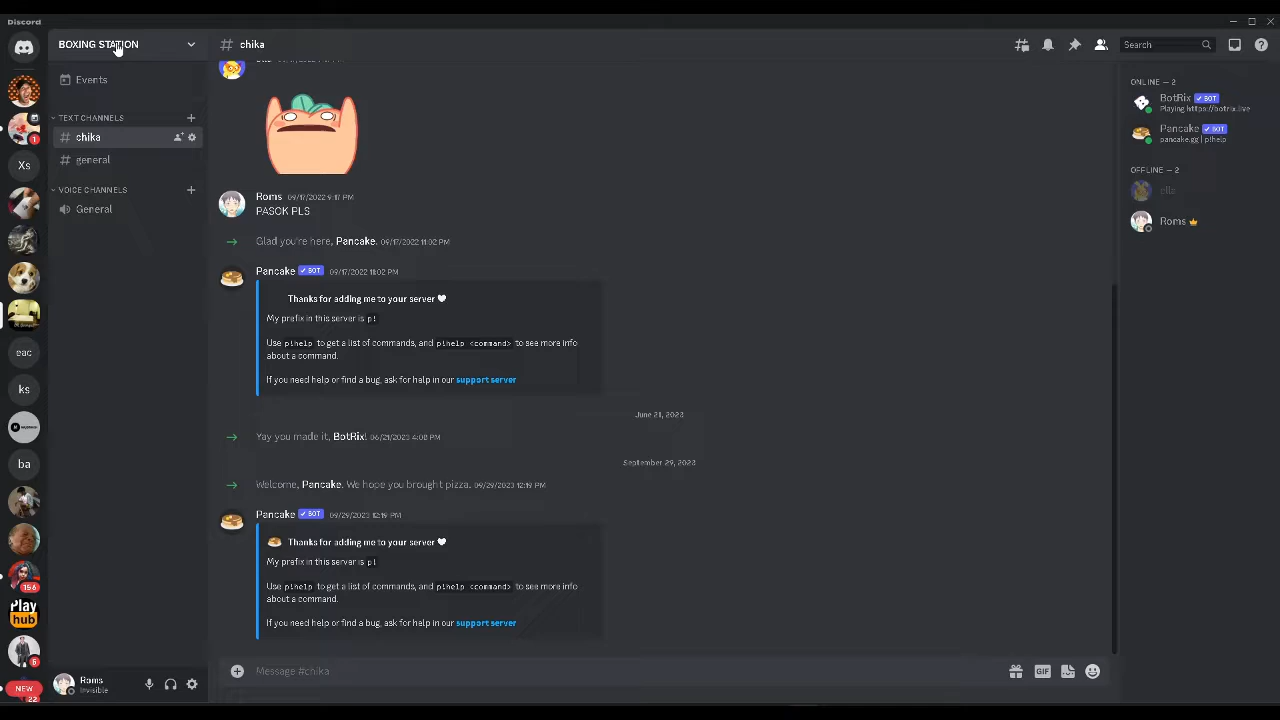 Discord
BOXING STATION
# chika
Search
Events
TEXT CHANNELS
# chika
# general
VOICE CHANNELS
General
1
Xs
eac
ks
ba
156
Play
hub
6
NEW
22
Roms 09/17/2022 9:17 PM
PASOK PLS
Glad you're here, Pancake. 09/17/2022 11:02 PM
Pancake BOT 09/17/2022 11:02 PM
Thanks for adding me to your server
My prefix in this server is p!
Use p!help to get a list of commands, and p!help <command> to see more info
about a command.
If you need help or find a bug, ask for help in our support server
June 21, 2023
Yay you made it, BotRix! 06/21/2023 4:08 PM
September 29, 2023
Welcome, Pancake. We hope you brought pizza. 09/29/2023 12:19 PM
Pancake BOT 09/29/2023 12:19 PM
Thanks for adding me to your server
My prefix in this server is p!
Use p!help to get a list of commands, and p!help <command> to see more info
about a command.
If you need help or find a bug, ask for help in our support server
Message #chika
GIF
Roms
Invisible
ONLINE — 2
BotRix BOT
Playing https://botrix.live
Pancake BOT
pancake.gg | p!help
OFFLINE — 2
Roms